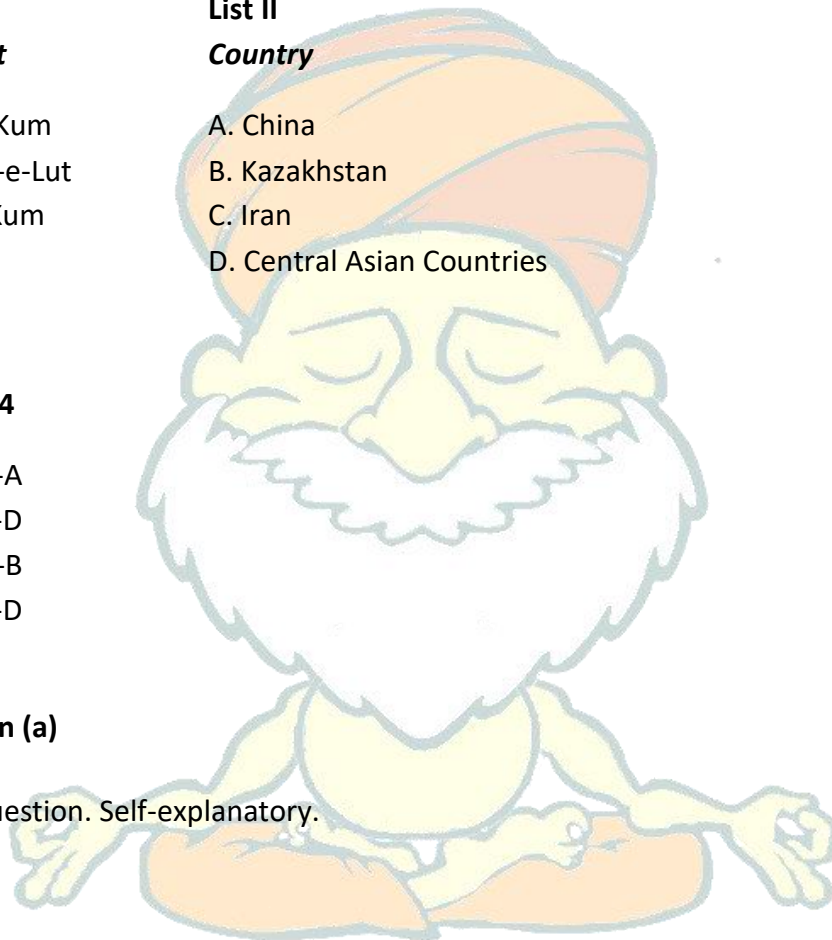 List II
t Country
Kum A. China
-e-Lut B. Kazakhstan
Kum C. Iran
D. Central Asian Countries
4
-A
-D
-B
-D
n (a)
uestion. Self-explanatory.